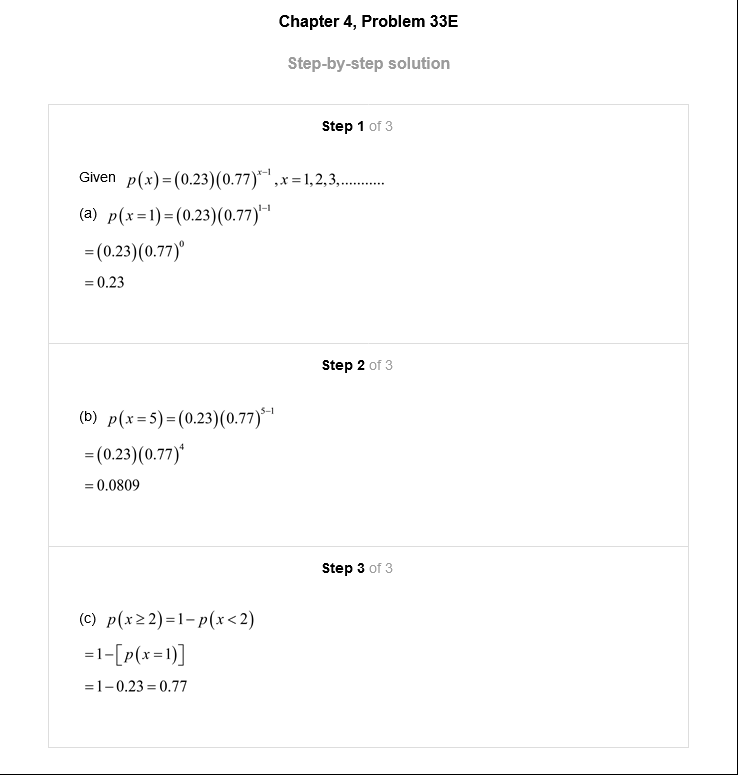 Chapter 4, Problem 33E
Step-by-step solution
Step 1 of 3
Given p(x)=(0.23)(0.77)^{x−1}, x=1,2,3,...........
(a) p(x=1)=(0.23)(0.77)^{1−1}
=(0.23)(0.77)^{0}
=0.23
Step 2 of 3
(b) p(x=5)=(0.23)(0.77)^{5−1}
=(0.23)(0.77)^{4}
=0.0809
Step 3 of 3
(c) p(x≥2)=1−p(x<2)
=1−[p(x=1)]
=1−0.23=0.77